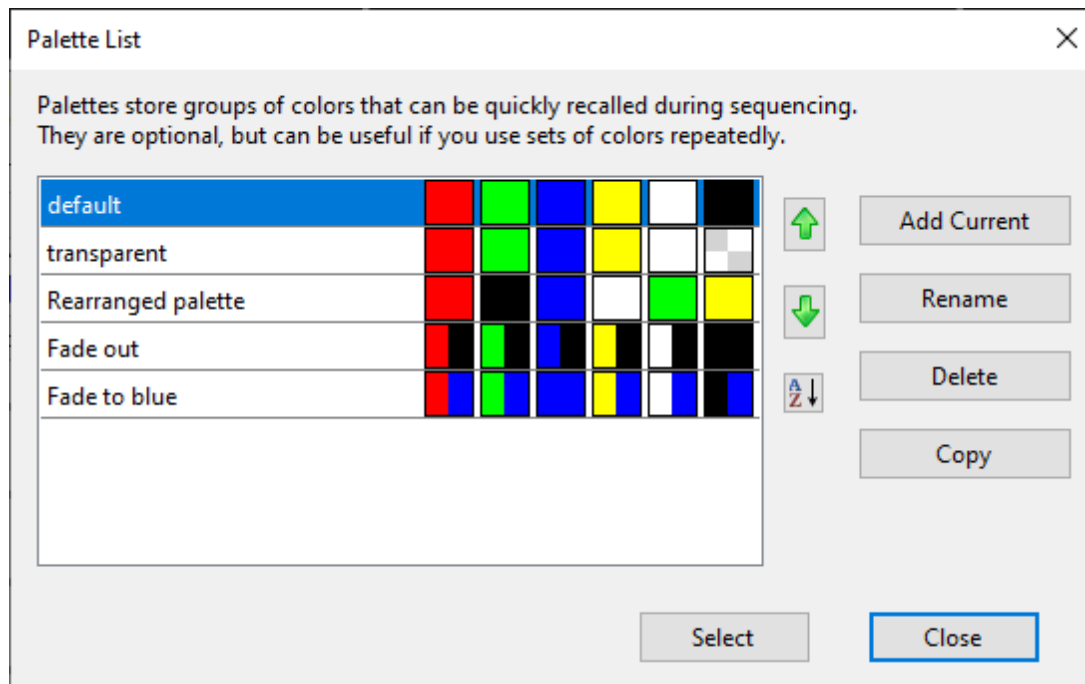 Palette List
Palettes store groups of colors that can be quickly recalled during sequencing.
They are optional, but can be useful if you use sets of colors repeatedly.
default
transparent
Rearranged palette
Fade out
Fade to blue
A
Z
Add Current
Rename
Delete
Copy
Select
Close